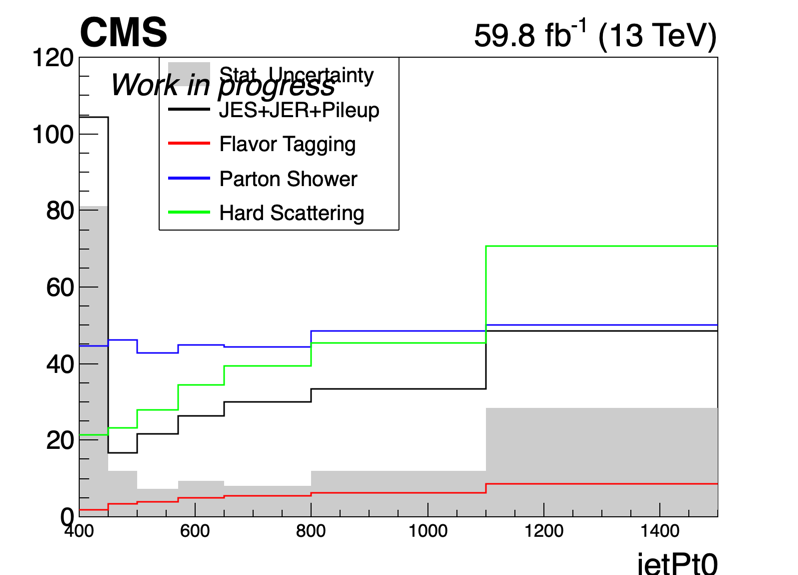 CMS 59.8 fb-1 (13 TeV)
Work in progress
Stat. Uncertainty
JES+JER+Pileup
Flavor Tagging
Parton Shower
Hard Scattering
120
100
80
60
40
20
0
400 600 800 1000 1200 1400
jetPt0